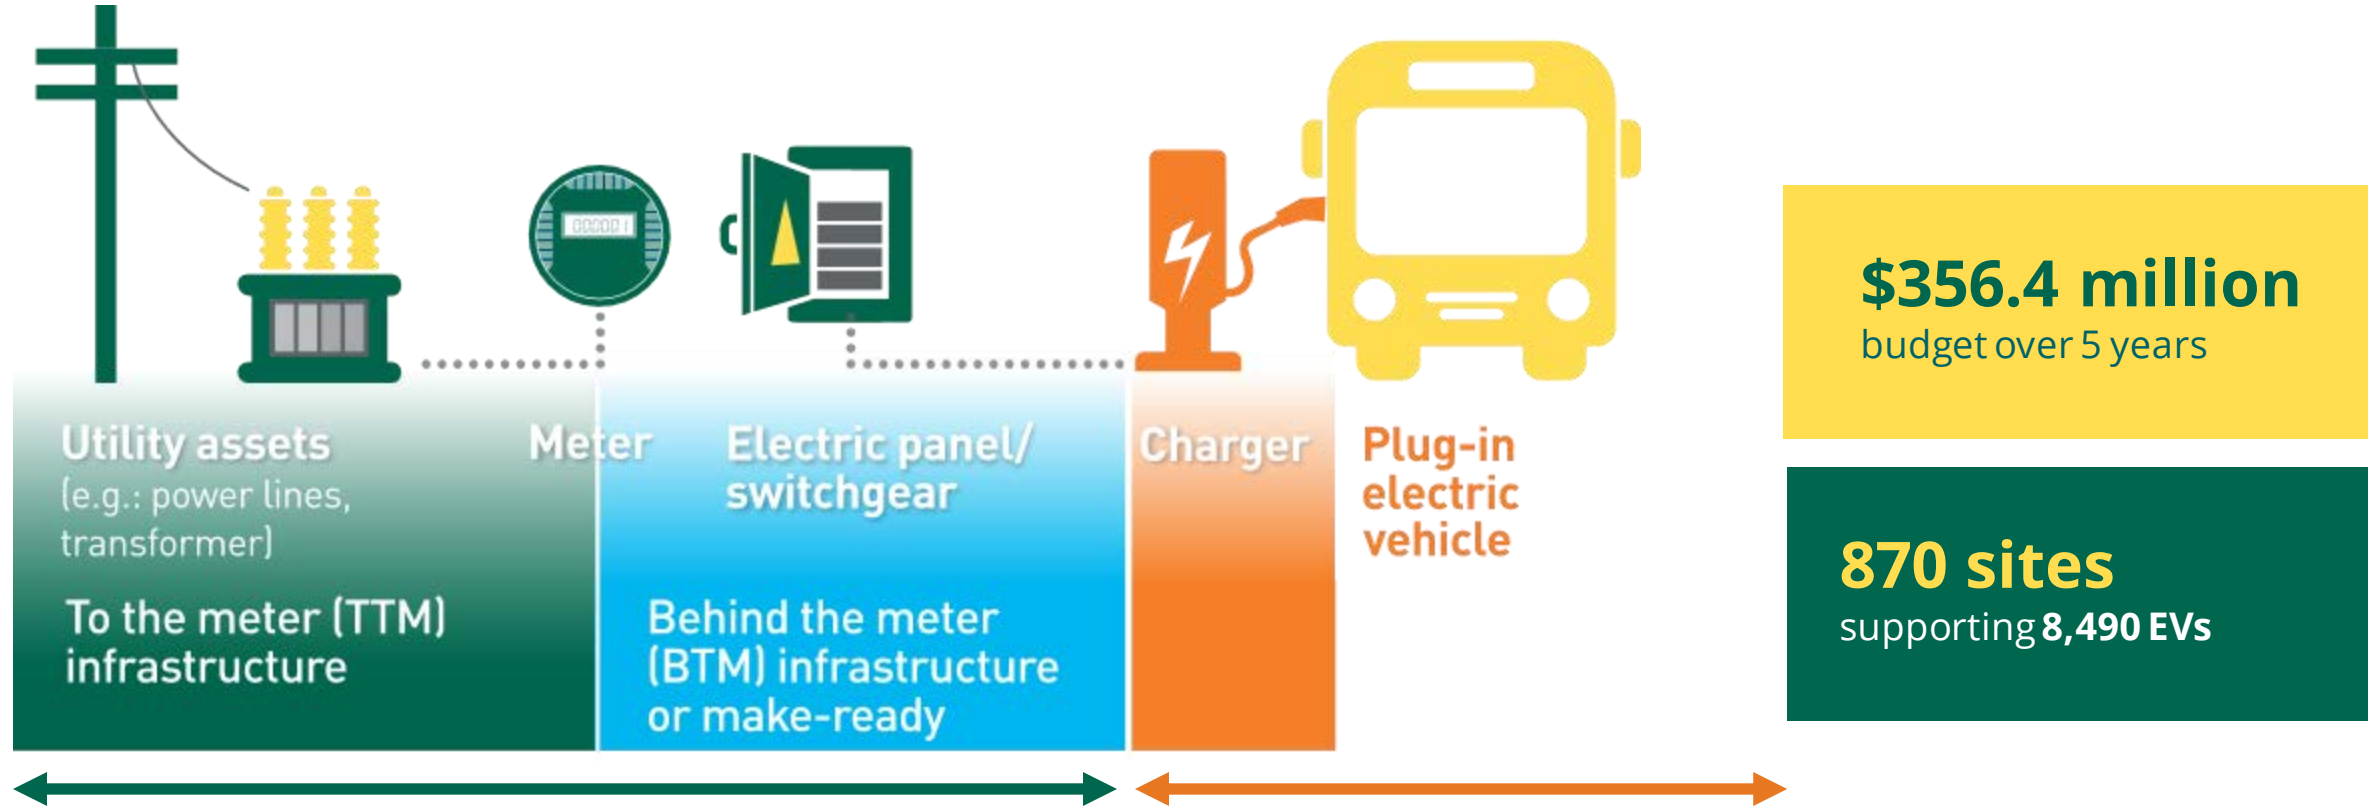 000001
Utility assets
(e.g.: power lines,
transformer)
To the meter (TTM)
infrastructure
Meter
Electric panel/
switchgear
Behind the meter
(BTM) infrastructure
or make-ready
Charger
Plug-in
electric
vehicle
$356.4 million
budget over 5 years
870 sites
supporting 8,490 EVs